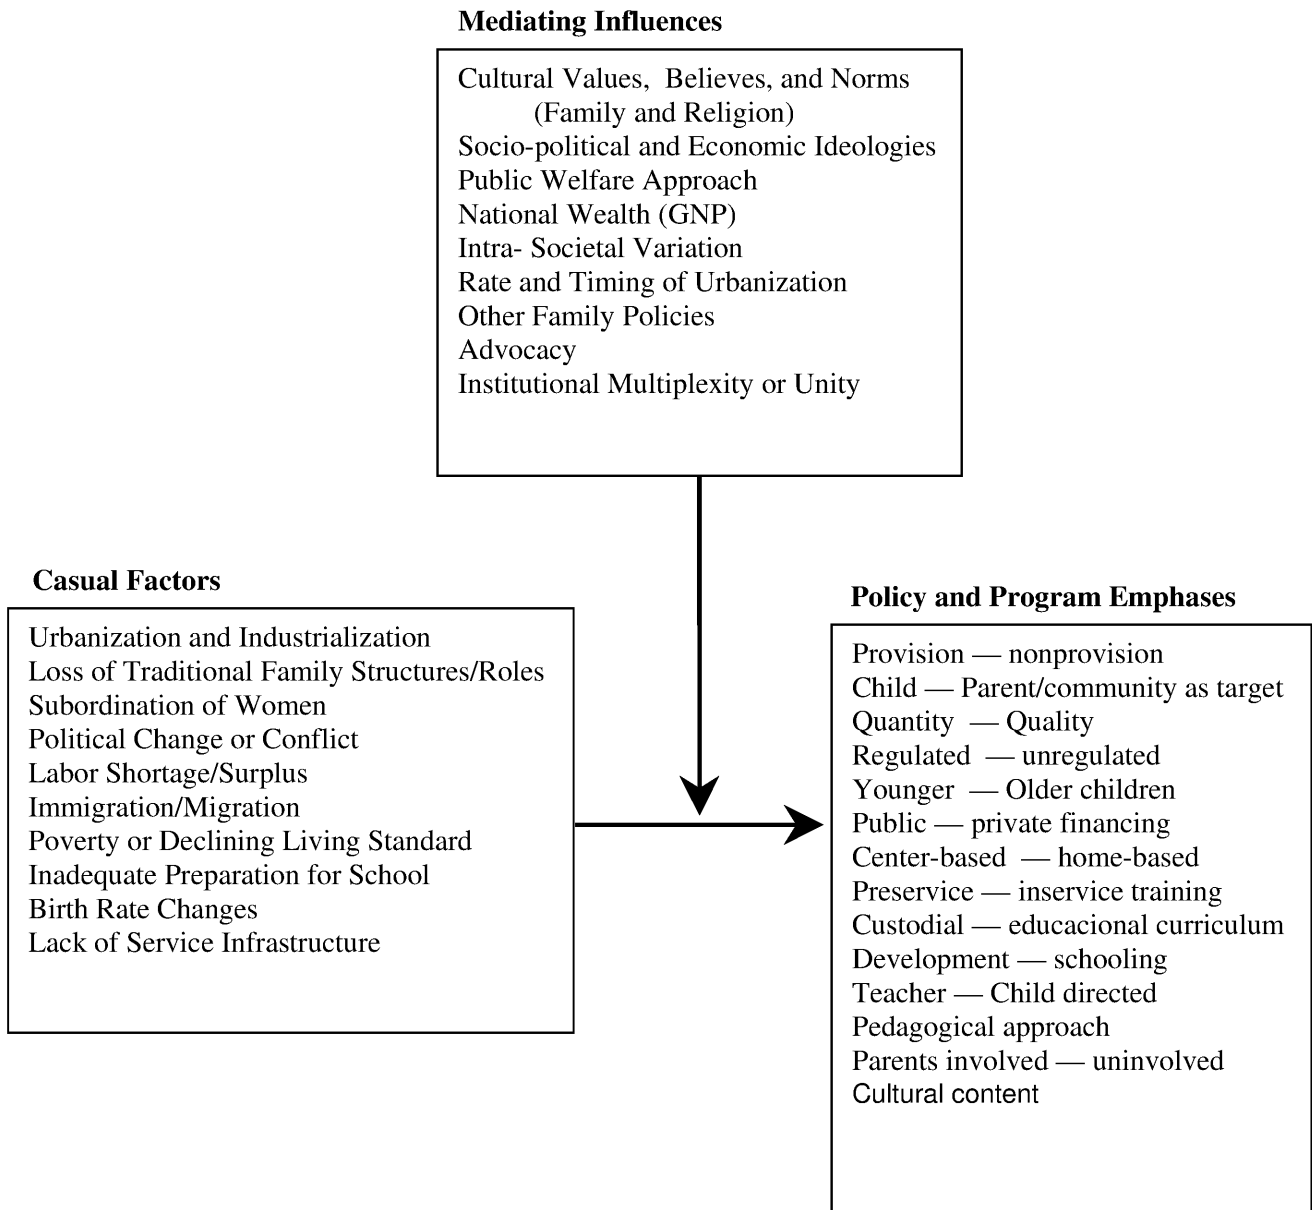 Mediating Influences
Cultural Values,  Believes, and Norms
(Family and Religion)
Socio-political and Economic Ideologies
Public Welfare Approach
National Wealth (GNP)
Intra- Societal Variation
Rate and Timing of Urbanization
Other Family Policies
Advocacy
Institutional Multiplexity or Unity
Casual Factors
Urbanization and Industrialization
Loss of Traditional Family Structures/Roles
Subordination of Women
Political Change or Conflict
Labor Shortage/Surplus
Immigration/Migration
Poverty or Declining Living Standard
Inadequate Preparation for School
Birth Rate Changes
Lack of Service Infrastructure
Policy and Program Emphases
Provision — nonprovision
Child — Parent/community as target
Quantity  — Quality
Regulated  — unregulated
Younger  — Older children
Public — private financing
Center-based  — home-based
Preservice — inservice training
Custodial — educacional curriculum
Development — schooling
Teacher — Child directed
Pedagogical approach
Parents involved — uninvolved
Cultural content